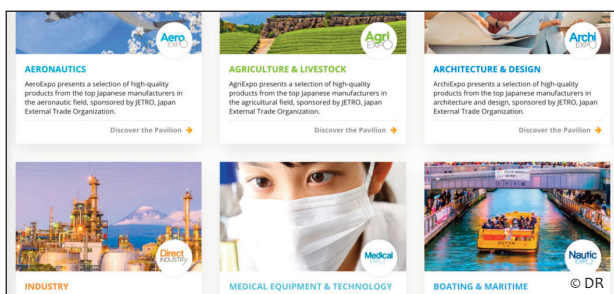 Aero
EXPO
Agri
EXPO
Archi
EXPO
AERONAUTICS
AeroExpo presents a selection of high-quality
products from the top Japanese manufacturers in
the aeronautic field, sponsored by JETRO, Japan
External Trade Organization.
Discover the Pavilion
AGRICULTURE & LIVESTOCK
AgriExpo presents a selection of high-quality
products from the top Japanese manufacturers in
the agricultural field, sponsored by JETRO, Japan
External Trade Organization.
Discover the Pavilion
ARCHITECTURE & DESIGN
ArchiExpo presents a selection of high-quality
products from the top Japanese manufacturers in
architecture and design, sponsored by JETRO, Japan
External Trade Organization.
Discover the Pavilion
Direct
INDUSTRY
Medical
EXPO
Nautic
EXPO
INDUSTRY
MEDICAL EQUIPMENT & TECHNOLOGY
BOATING & MARITIME
© DR